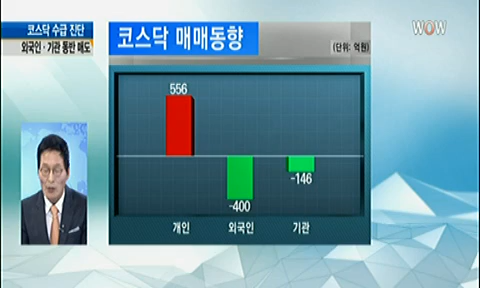 코스닥 수급 진단
외국인·기관 동반 매도
코스닥 매매동향
WOW
(단위: 억원)
556
-400
-146
개인
외국인
기관